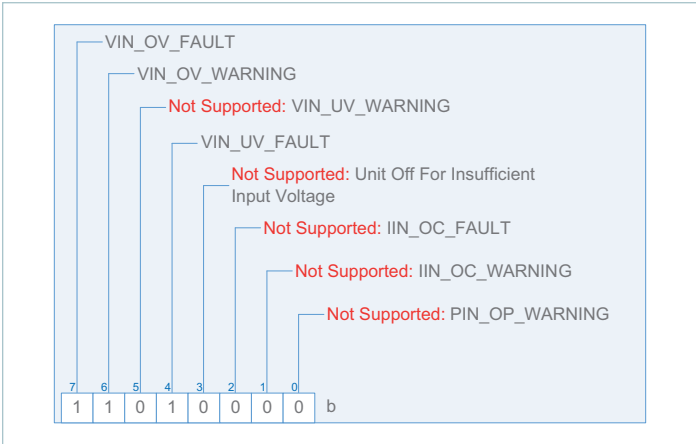 VIN_OV_FAULT
VIN_OV_WARNING
Not Supported: VIN_UV_WARNING
VIN_UV_FAULT
Not Supported: Unit Off For Insufficient
Input Voltage
Not Supported: IIN_OC_FAULT
Not Supported: IIN_OC_WARNING
Not Supported: PIN_OP_WARNING
7 6 5 4 3 2 1 0
1 1 0 1 0 0 0 0 b